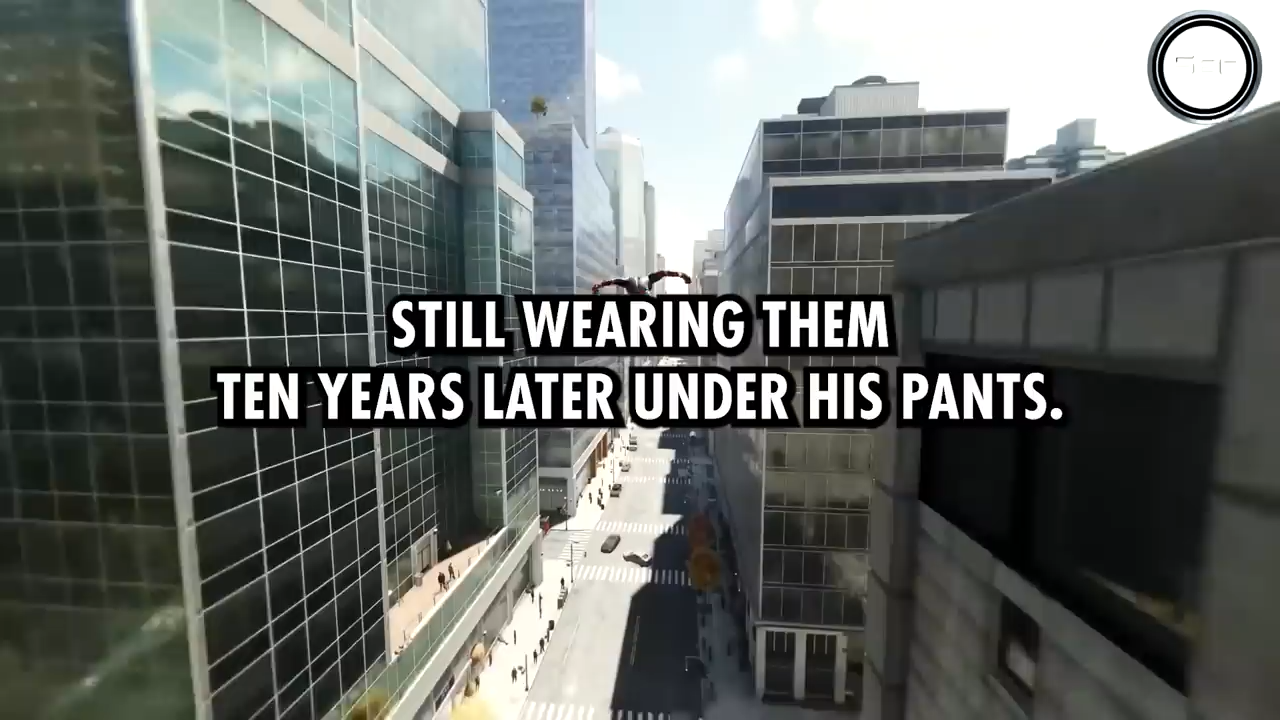 STILL WEARING THEM
TEN YEARS LATER UNDER HIS PANTS.